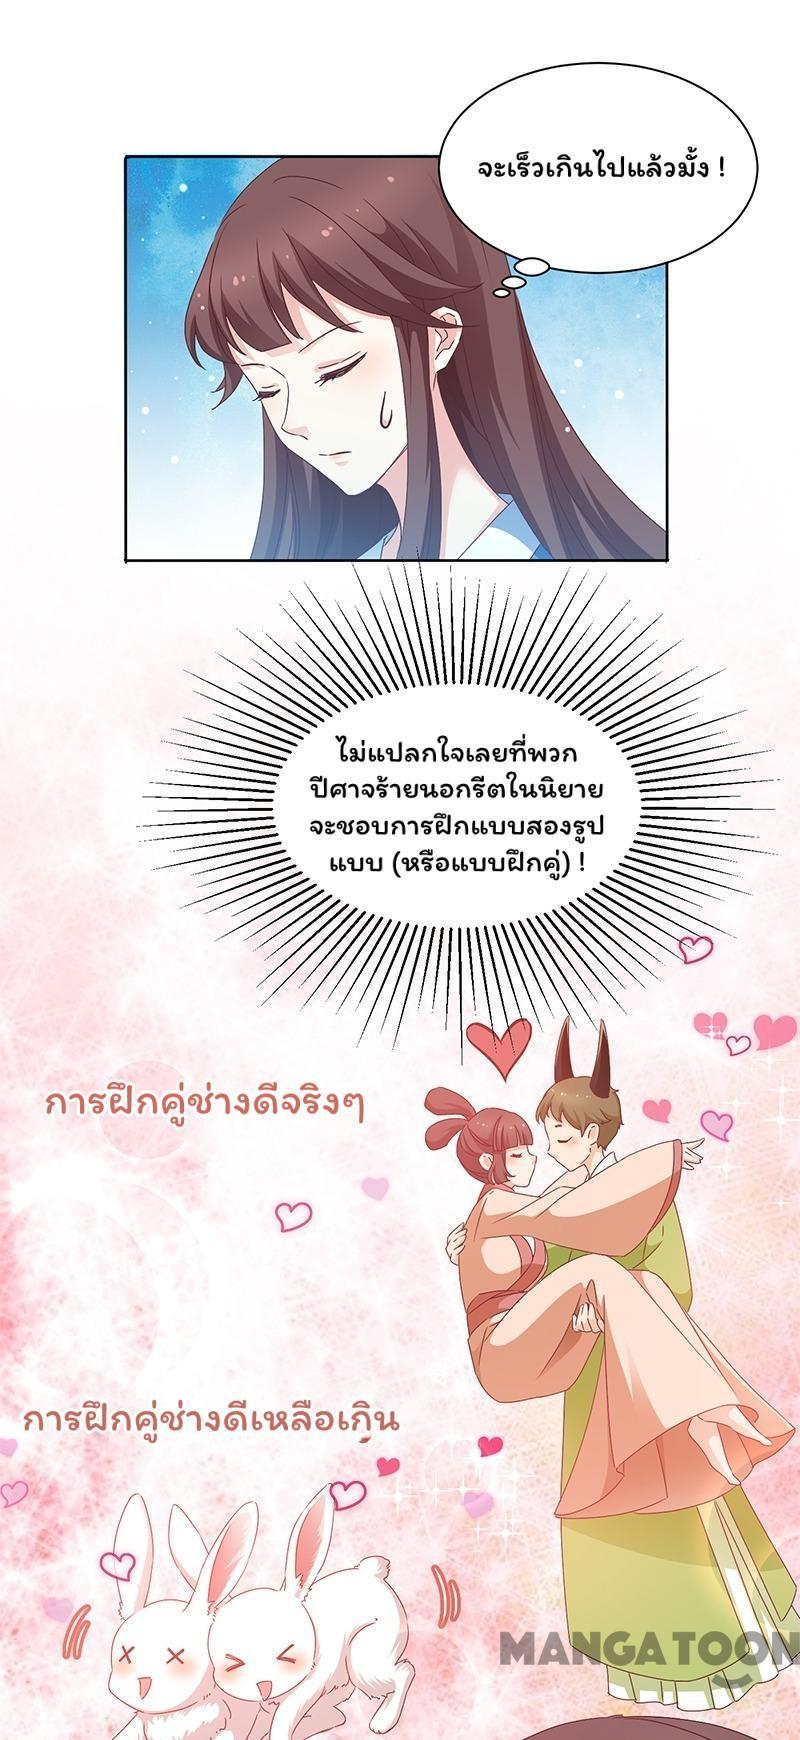 จะเร็วเกินไปแล้วมั้ง !
ไม่แปลกใจเลยที่พวก
ปีศาจร้ายนอกรีตในนิยาย
จะชอบการฝึกแบบสองรูป
แบบ (หรือแบบฝึกคู่) !
การฝึกคู่ช่างดีจริงๆ
การฝึกคู่ช่างดีเหลือเกิน
MANGATOON